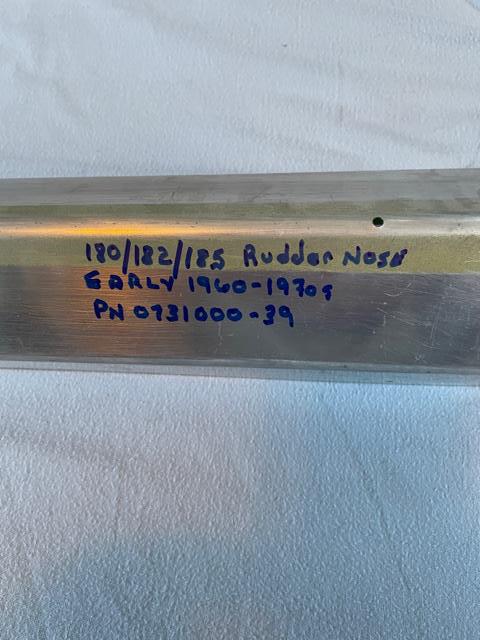 180/182/185 Rudder Nose
EARLY 1960-1970s
PN 0731000-39